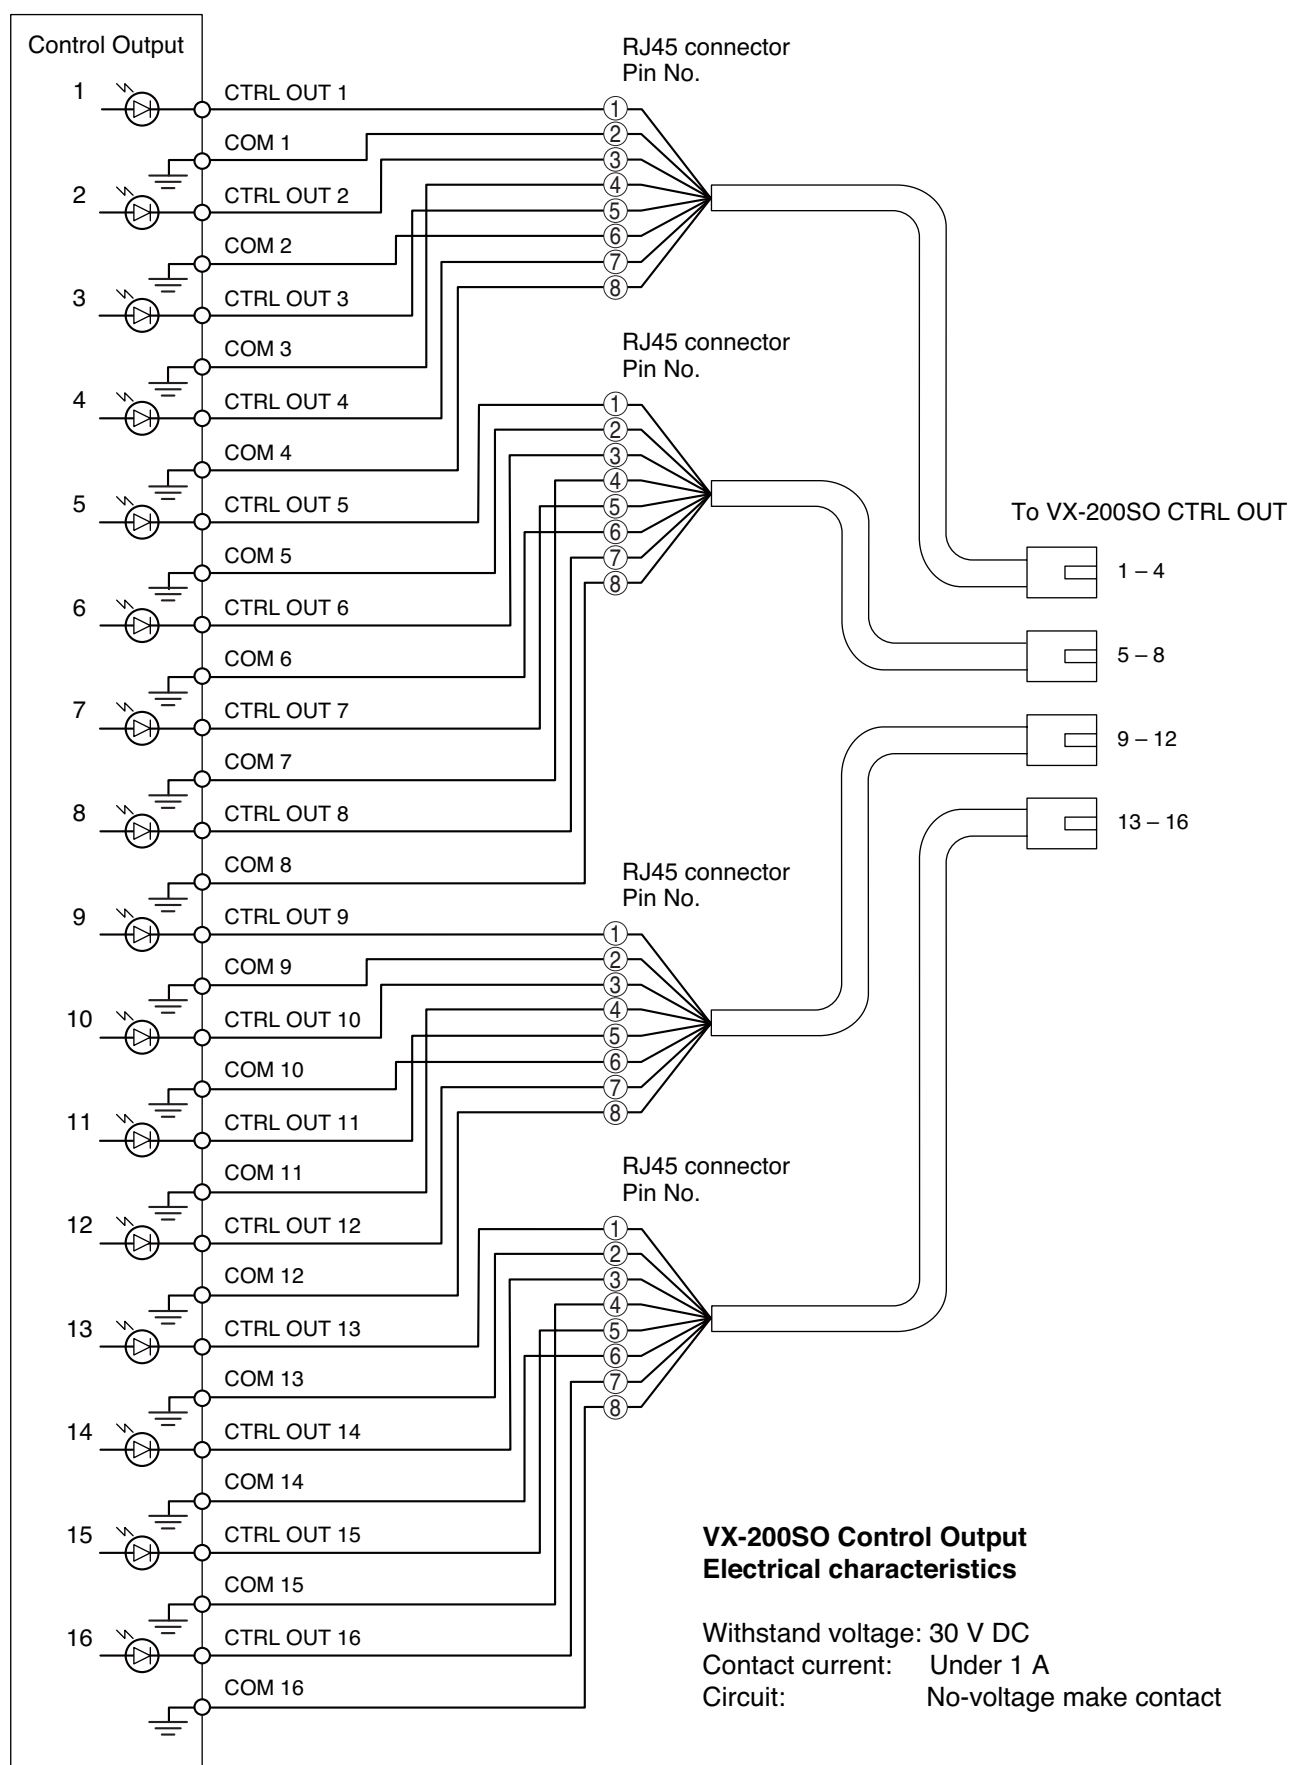 Control Output
RJ45 connector
Pin No.
1
CTRL OUT 1
COM 1
2
CTRL OUT 2
COM 2
3
CTRL OUT 3
COM 3
4
CTRL OUT 4
COM 4
1
2
3
4
5
6
7
8
RJ45 connector
Pin No.
5
CTRL OUT 5
COM 5
6
CTRL OUT 6
COM 6
7
CTRL OUT 7
COM 7
8
CTRL OUT 8
COM 8
1
2
3
4
5
6
7
8
To VX-200SO CTRL OUT
1 – 4
5 – 8
9 – 12
13 – 16
RJ45 connector
Pin No.
9
CTRL OUT 9
COM 9
10
CTRL OUT 10
COM 10
11
CTRL OUT 11
COM 11
12
CTRL OUT 12
COM 12
1
2
3
4
5
6
7
8
RJ45 connector
Pin No.
13
CTRL OUT 13
COM 13
14
CTRL OUT 14
COM 14
15
CTRL OUT 15
COM 15
16
CTRL OUT 16
COM 16
1
2
3
4
5
6
7
8
VX-200SO Control Output
Electrical characteristics
Withstand voltage: 30 V DC
Contact current: Under 1 A
Circuit: No-voltage make contact